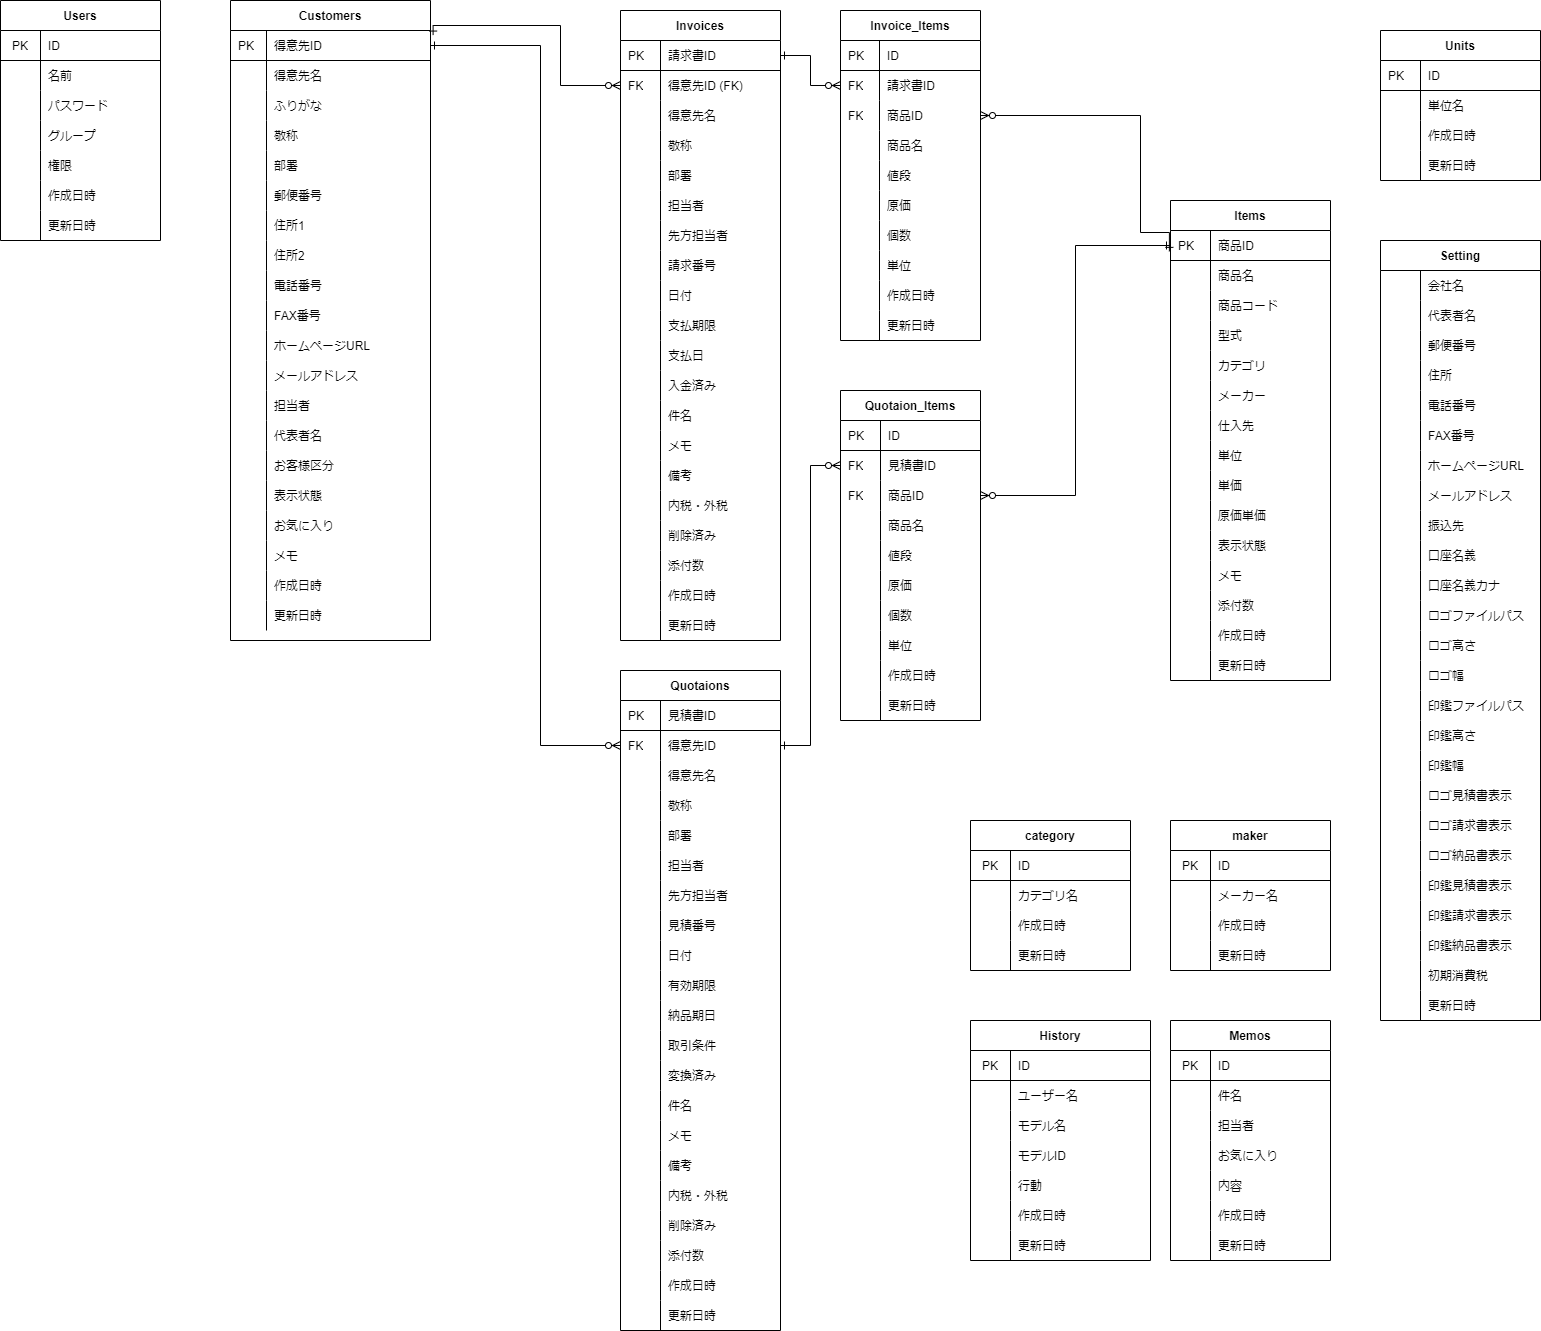 Users
PK ID
名前
パスワード
グループ
権限
作成日時
更新日時
Customers
PK 得意先ID
得意先名
ふりがな
敬称
部署
郵便番号
住所1
住所2
電話番号
FAX番号
ホームページURL
メールアドレス
担当者
代表者名
お客様区分
表示状態
お気に入り
メモ
作成日時
更新日時
Invoices
PK 請求書ID
FK 得意先ID (FK)
得意先名
敬称
部署
担当者
先方担当者
請求番号
日付
支払期限
支払日
入金済み
件名
メモ
備考
内税・外税
削除済み
添付数
作成日時
更新日時
Quotaions
PK 見積書ID
FK 得意先ID
得意先名
敬称
部署
担当者
先方担当者
見積番号
日付
有効期限
納品期日
取引条件
変換済み
件名
メモ
備考
内税・外税
削除済み
添付数
作成日時
更新日時
Invoice_Items
PK ID
FK 請求書ID
FK 商品ID
商品名
値段
原価
個数
単位
作成日時
更新日時
Quotaion_Items
PK ID
FK 見積書ID
FK 商品ID
商品名
値段
原価
個数
単位
作成日時
更新日時
Items
PK 商品ID
商品名
商品コード
型式
カテゴリ
メーカー
仕入先
単位
単価
原価単価
表示状態
メモ
添付数
作成日時
更新日時
category
PK ID
カテゴリ名
作成日時
更新日時
maker
PK ID
メーカー名
作成日時
更新日時
History
PK ID
ユーザー名
モデル名
モデルID
行動
作成日時
更新日時
Memos
PK ID
件名
担当者
お気に入り
内容
作成日時
更新日時
Units
PK ID
単位名
作成日時
更新日時
Setting
会社名
代表者名
郵便番号
住所
電話番号
FAX番号
ホームページURL
メールアドレス
振込先
口座名義
口座名義カナ
ロゴファイルパス
ロゴ高さ
ロゴ幅
印鑑ファイルパス
印鑑高さ
印鑑幅
ロゴ見積書表示
ロゴ請求書表示
ロゴ納品書表示
印鑑見積書表示
印鑑請求書表示
印鑑納品書表示
初期消費税
更新日時